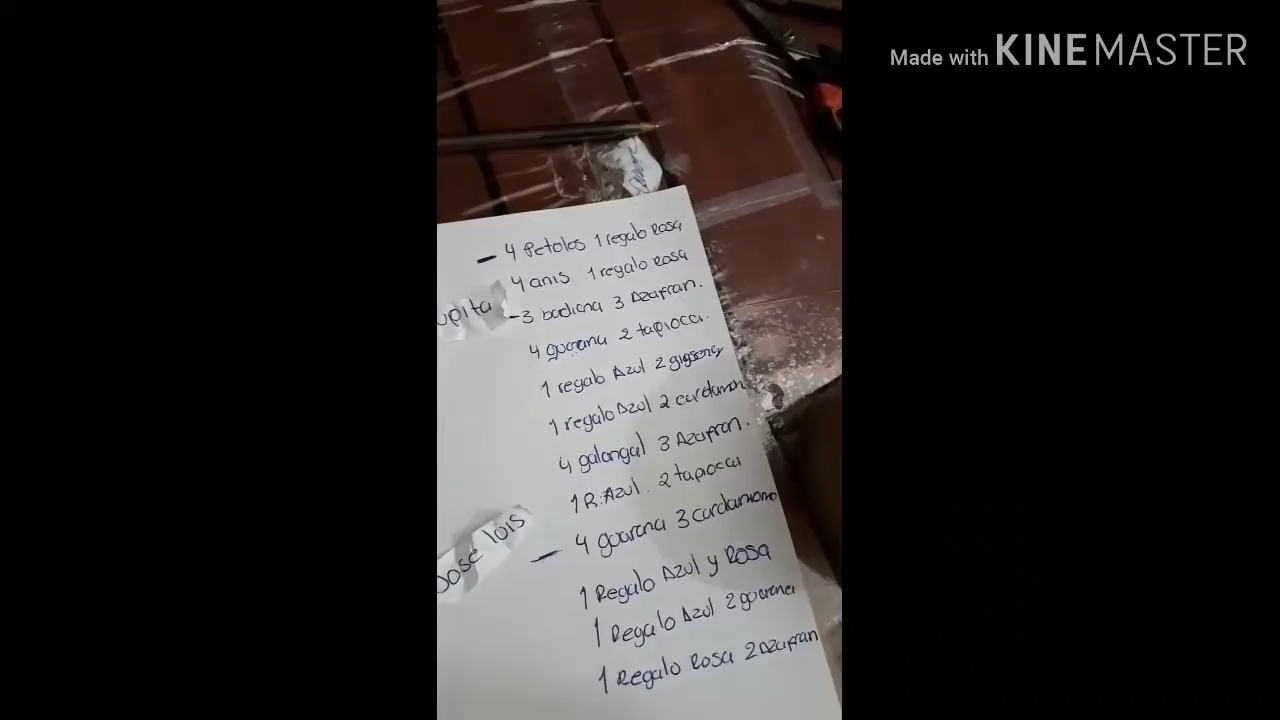 Made with KINEMASTER
- 4 Petalos 1 regalo Rosa
4 anis 1 regalo Rosa
upita
- 3 badiana 3 Azafran.
4 guarana 2 tapioca.
1 regalo Azul 2 gigseng
1 regalo Azul 2 cardamon
4 galangal 3 Azafran.
1 R. Azul. 2 tapioca
José luis
- 4 guarana 3 cardamomo
1 Regalo Azul y Rosa
1 Regalo Azul 2 guarana
1 Regalo Rosa 2 Azafran